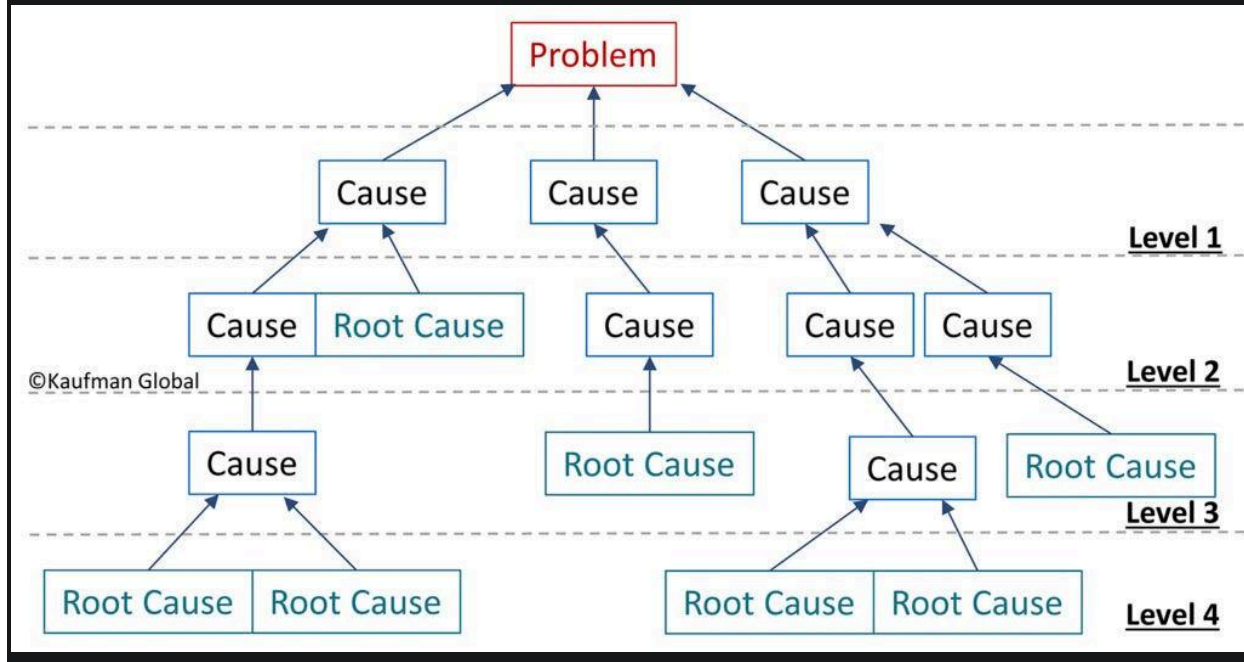 Problem
Cause Cause Cause
Level 1
Cause Root Cause Cause Cause Cause
Level 2
©Kaufman Global
Cause Root Cause Cause Root Cause
Level 3
Root Cause Root Cause Root Cause Root Cause
Level 4